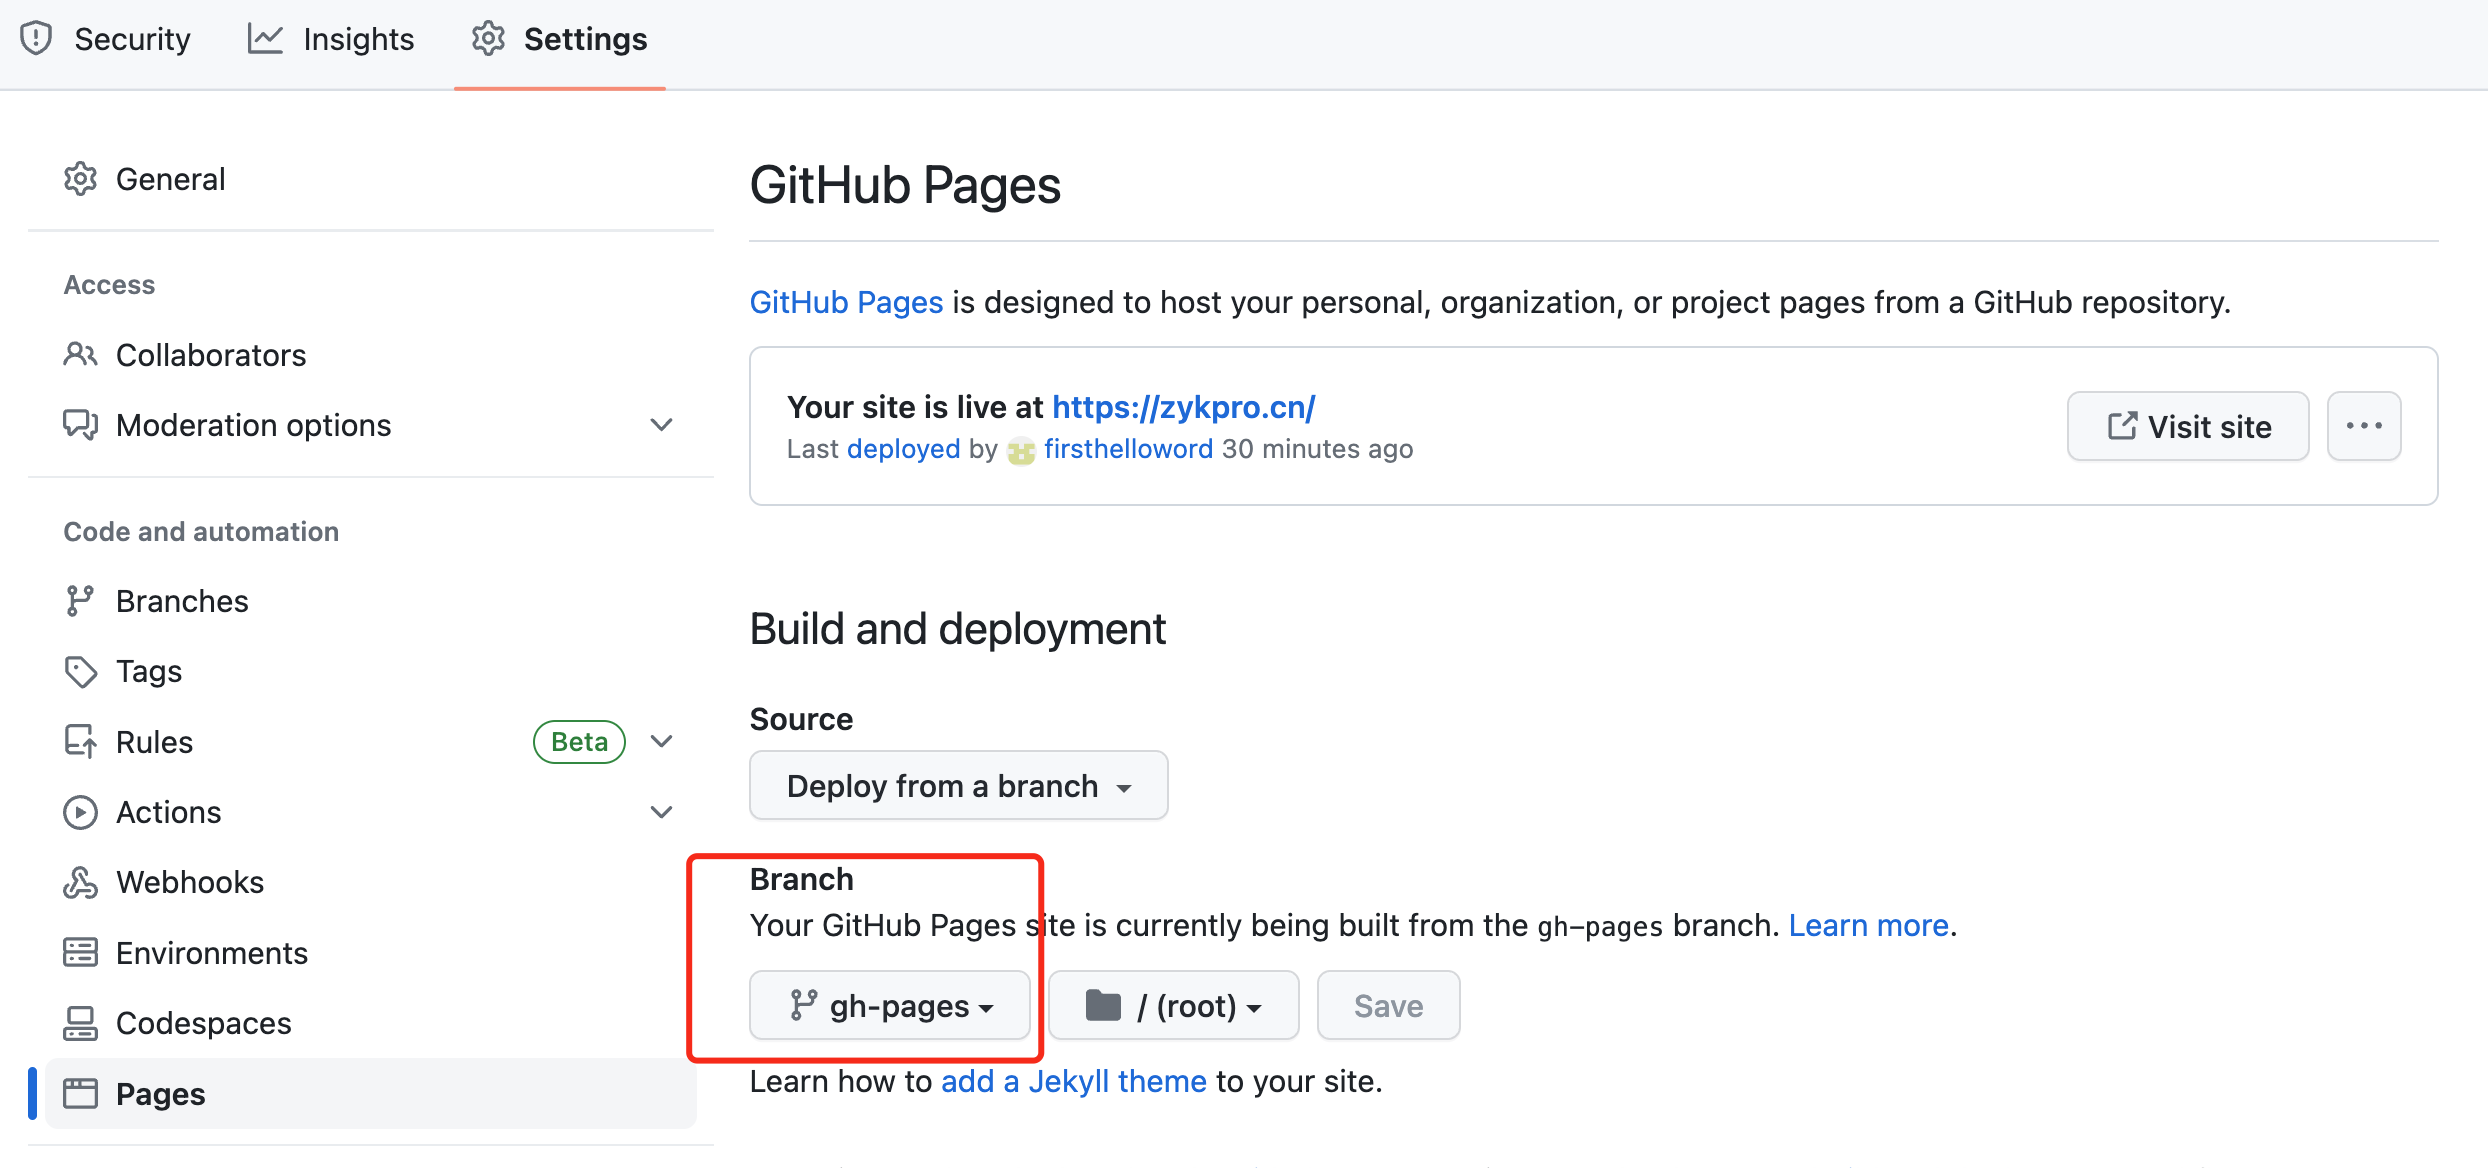 Security Insights Settings
General
Access
Collaborators
Moderation options
Code and automation
Branches
Tags
Rules Beta
Actions
Webhooks
Environments
Codespaces
Pages
GitHub Pages
GitHub Pages is designed to host your personal, organization, or project pages from a GitHub repository.
Your site is live at https://zykpro.cn/
Last deployed by firsthelloword 30 minutes ago
Visit site
Build and deployment
Source
Deploy from a branch
Branch
Your GitHub Pages site is currently being built from the gh-pages branch. Learn more.
gh-pages / (root) Save
Learn how to add a Jekyll theme to your site.